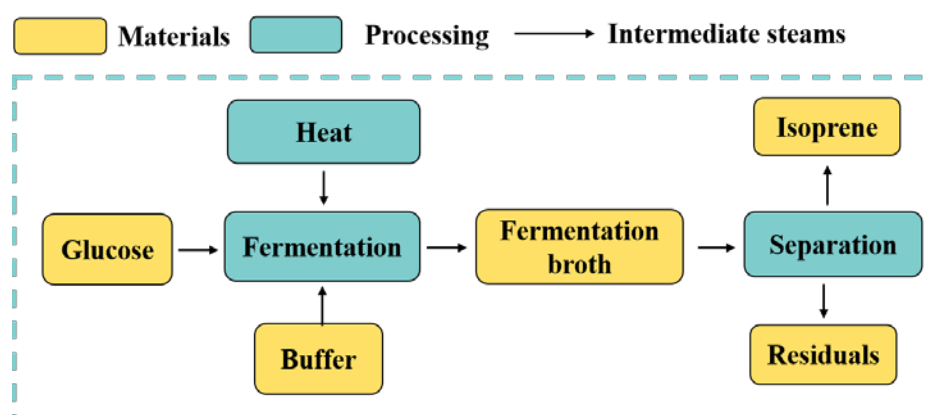 Materials
Processing
Intermediate steams
Heat
Isoprene
Glucose
Fermentation
Fermentation
broth
Separation
Buffer
Residuals